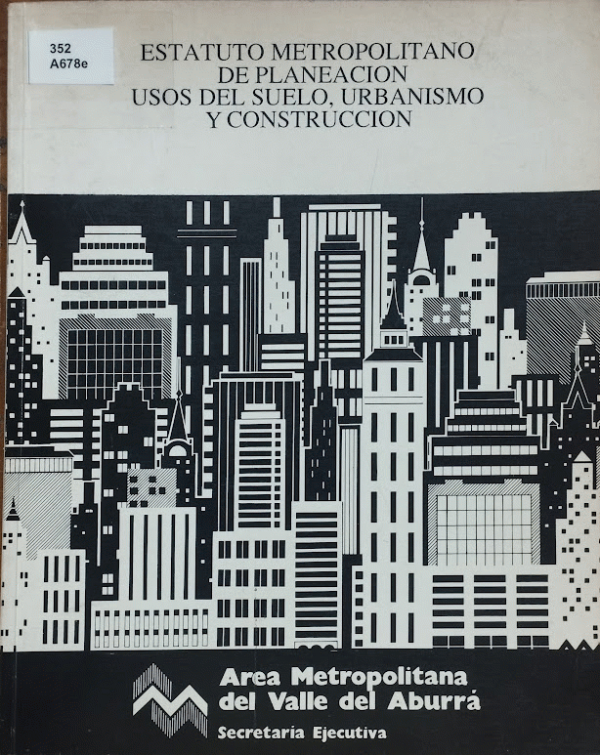 352
A678e
ESTATUTO METROPOLITANO
DE PLANEACION
USOS DEL SUELO, URBANISMO
Y CONSTRUCCION
Area Metropolitana
del Valle del Aburrá
Secretaria Ejecutiva